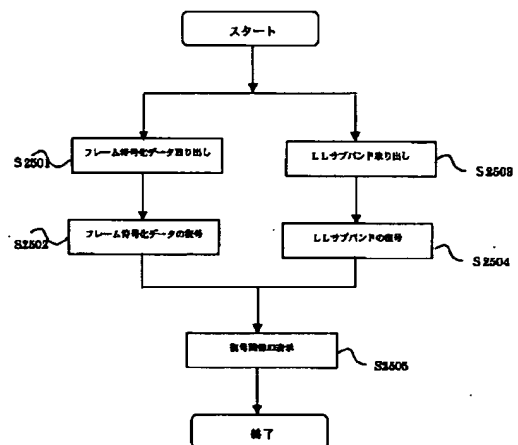 スタート
フレーム符号化データ取り出し
S2501
LLサブバンド取り出し
S2503
フレーム符号化データの復号
S2502
LLサブバンドの復号
S2504
復号画像の表示
S2505
終了